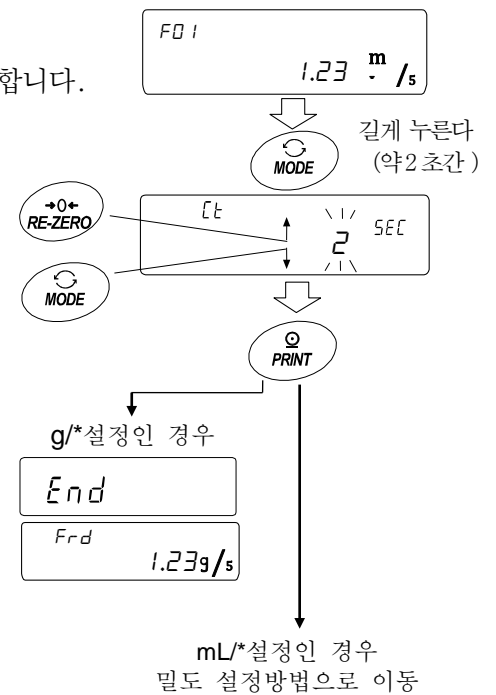 F01
1.23 m /s
합니다.
길게 누른다
(약2초간)
MODE
→0←
RE-ZERO
Ct 2 SEC
MODE
PRINT
g/*설정인 경우
End
Frd
1.23g/s
mL/*설정인 경우
밀도 설정방법으로 이동